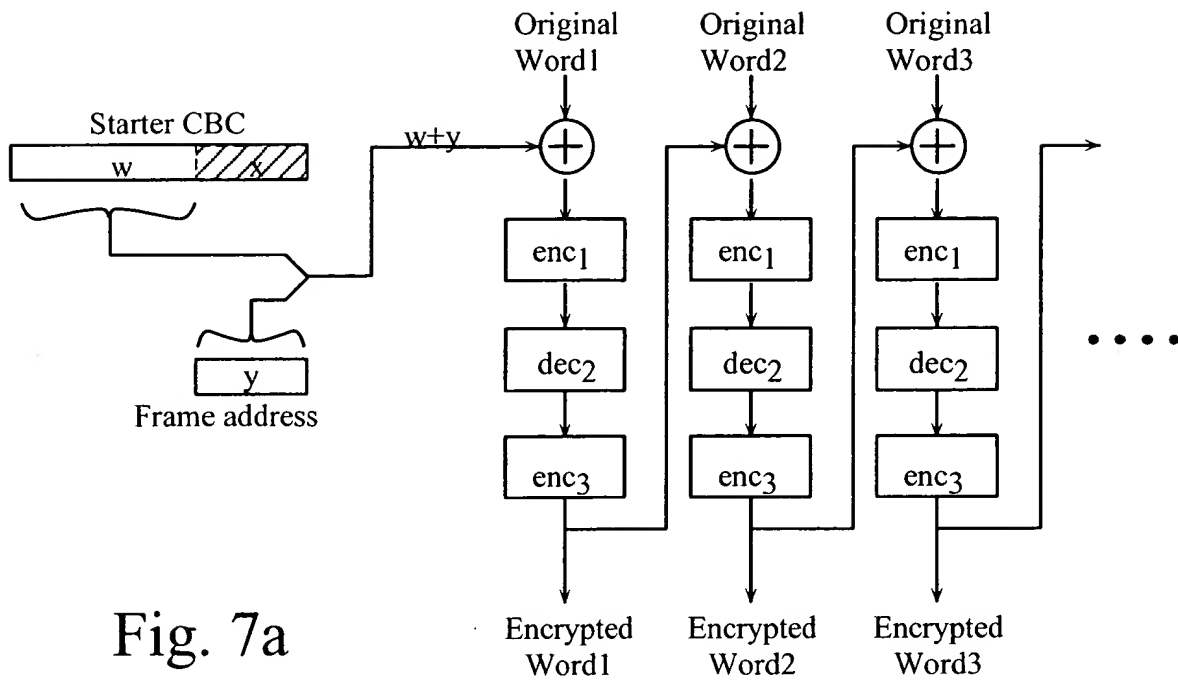 Original
Word1
Original
Word2
Original
Word3
Starter CBC
w
x
w+y
enc1
enc1
enc1
dec2
dec2
dec2
y
Frame address
enc3
enc3
enc3
Encrypted
Word1
Encrypted
Word2
Encrypted
Word3
Fig. 7a